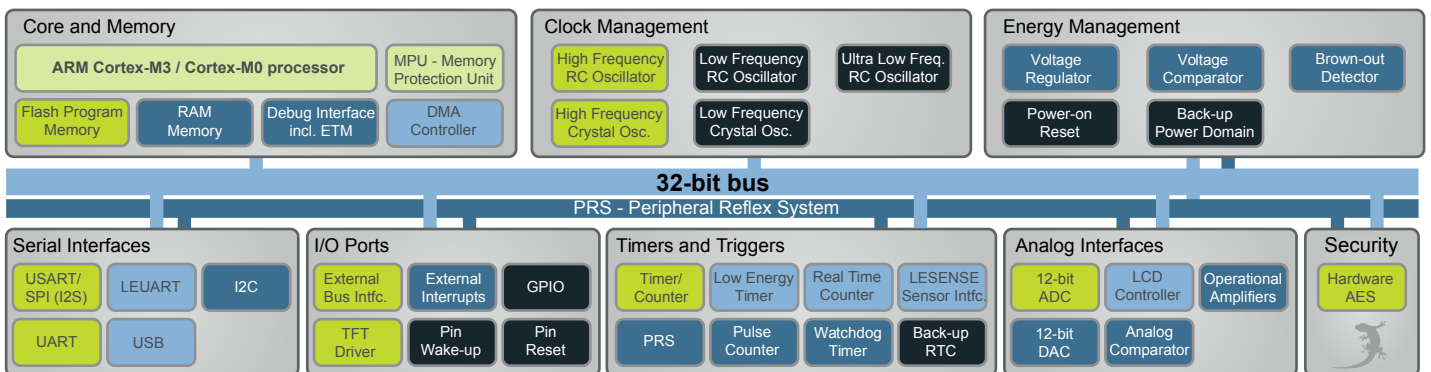 Core and Memory
ARM Cortex-M3 / Cortex-M0 processor
MPU - Memory
Protection Unit
Flash Program
Memory
RAM
Memory
Debug Interface
incl. ETM
DMA
Controller
Clock Management
High Frequency
RC Oscillator
Low Frequency
RC Oscillator
Ultra Low Freq.
RC Oscillator
High Frequency
Crystal Osc.
Low Frequency
Crystal Osc.
Energy Management
Voltage
Regulator
Voltage
Comparator
Brown-out
Detector
Power-on
Reset
Back-up
Power Domain
32-bit bus
PRS - Peripheral Reflex System
Serial Interfaces
USART/
SPI (I2S)
LEUART
I2C
UART
USB
I/O Ports
External
Bus Intfc.
External
Interrupts
GPIO
TFT
Driver
Pin
Wake-up
Pin
Reset
Timers and Triggers
Timer/
Counter
Low Energy
Timer
Real Time
Counter
LESENSE
Sensor Intfc.
PRS
Pulse
Counter
Watchdog
Timer
Back-up
RTC
Analog Interfaces
12-bit
ADC
LCD
Controller
Operational
Amplifiers
12-bit
DAC
Analog
Comparator
Security
Hardware
AES